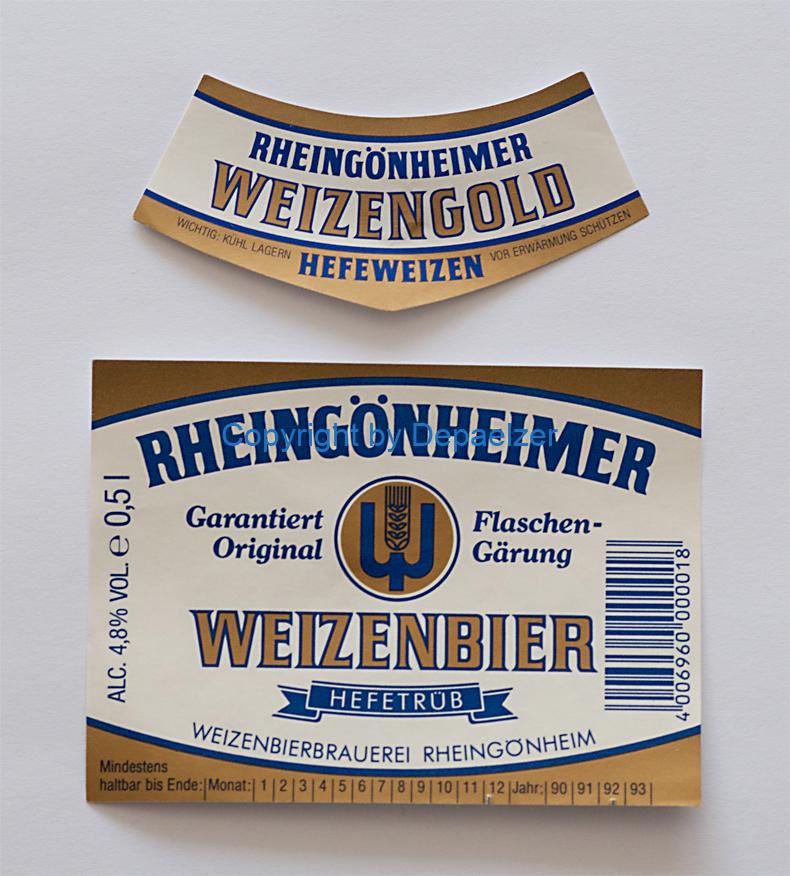 RHEINGÖNHEIMER
WEIZENGOLD
WICHTIG: KÜHL LAGERN HEFEWEIZEN VOR ERWÄRMUNG SCHÜTZEN
RHEINGÖNHEIMER
Copyright by Depaelzer
Garantiert Flaschen-
Original Gärung
ALC. 4,8% VOL. ℮ 0,5 l
WEIZENBIER
HEFETRÜB
WEIZENBIERBRAUEREI RHEINGÖNHEIM
4 006960 000018
Mindestens
haltbar bis Ende:|Monat:| 1 | 2 | 3 | 4 | 5 | 6 | 7 | 8 | 9 | 10 | 11 | 12 |Jahr:| 90 | 91 | 92 | 93 |